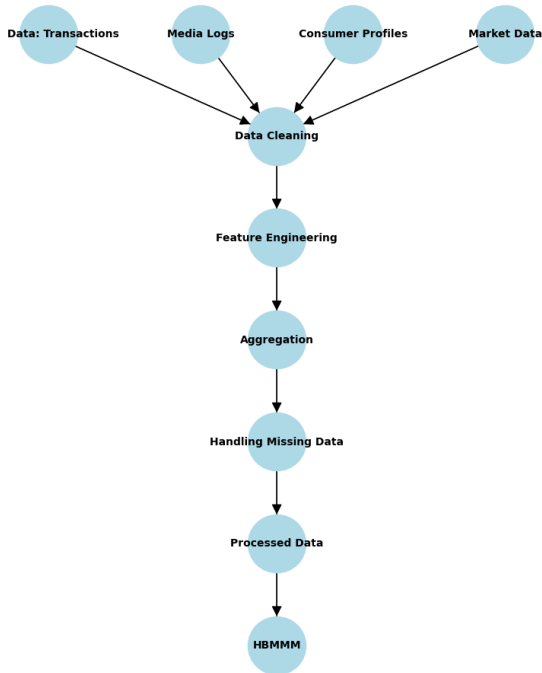 Data: Transactions
Media Logs
Consumer Profiles
Market Data
Data Cleaning
Feature Engineering
Aggregation
Handling Missing Data
Processed Data
HBMMM